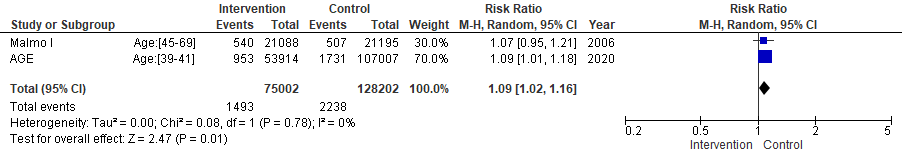 Intervention Control Risk Ratio Risk Ratio
Study or Subgroup Events Total Events Total Weight M-H, Random, 95% CI Year M-H, Random, 95% CI
Malmo I Age:[45-69] 540 21088 507 21195 30.0% 1.07 [0.95, 1.21] 2006
AGE Age:[39-41] 953 53914 1731 107007 70.0% 1.09 [1.01, 1.18] 2020
Total (95% CI) 75002 128202 100.0% 1.09 [1.02, 1.16]
Total events 1493 2238
Heterogeneity: Tau² = 0.00; Chi² = 0.08, df = 1 (P = 0.78); I² = 0%
Test for overall effect: Z = 2.47 (P = 0.01)
0.2 0.5 1 2 5
Intervention Control